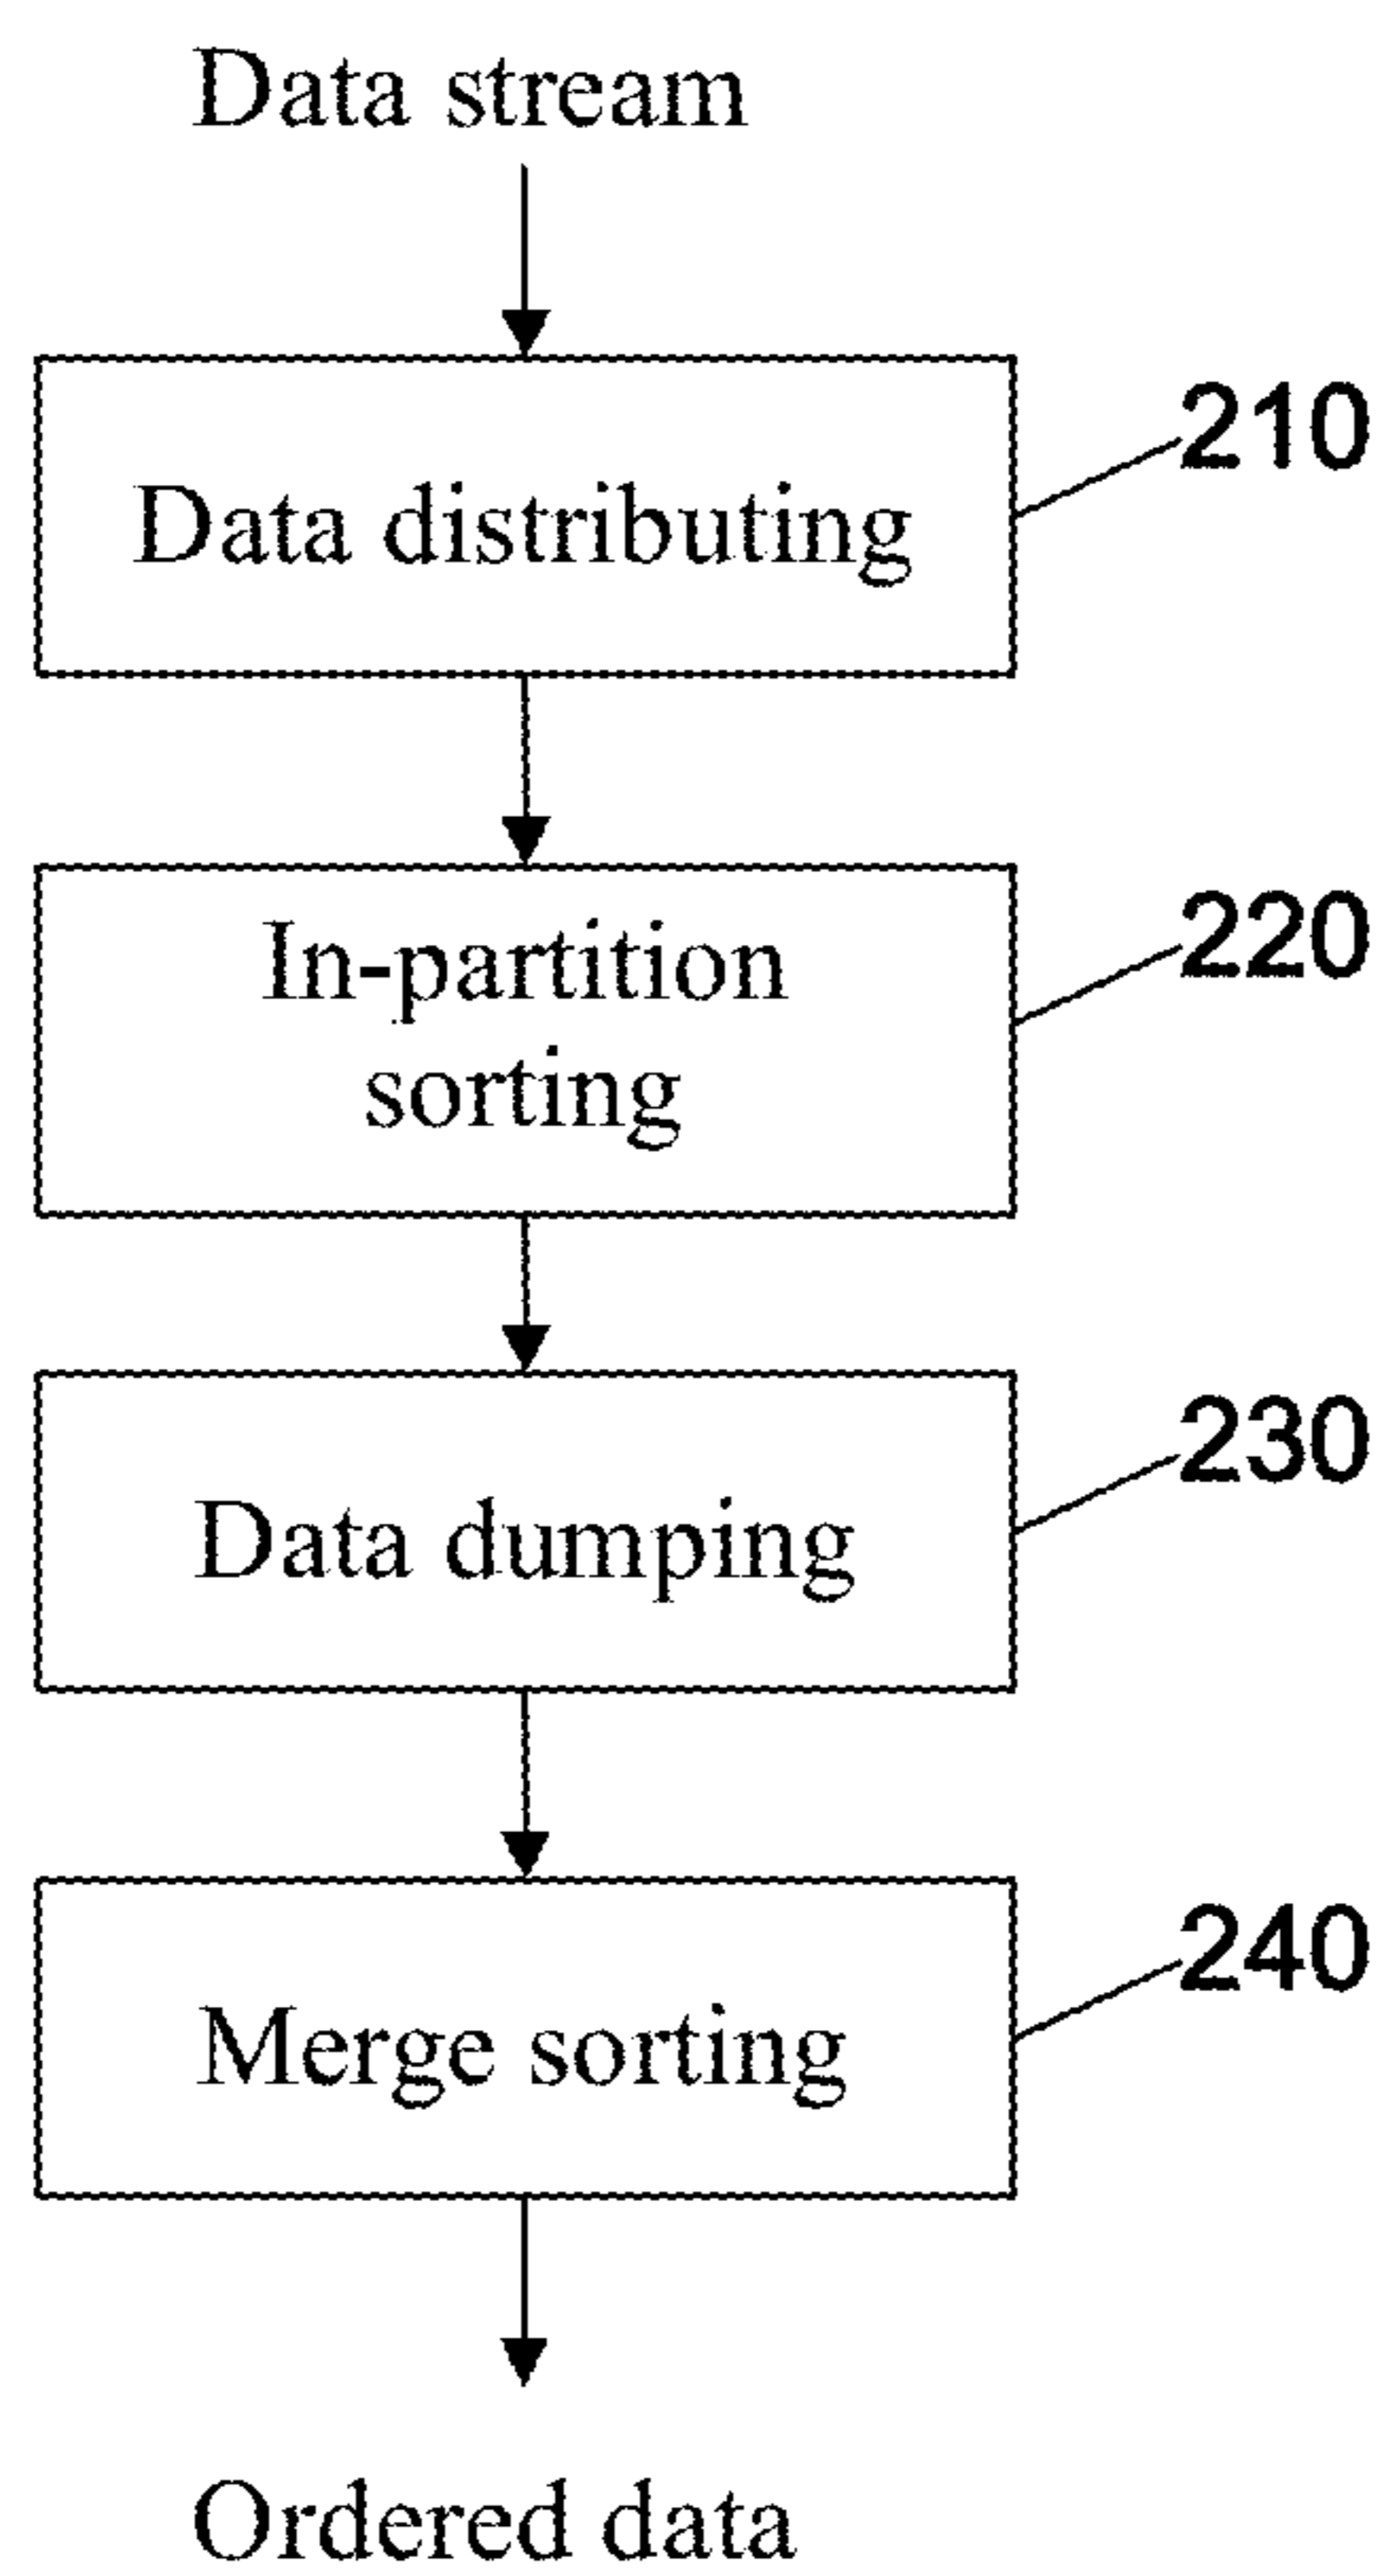 Data stream
210
Data distributing
220
In-partition
sorting
230
Data dumping
240
Merge sorting
Ordered data